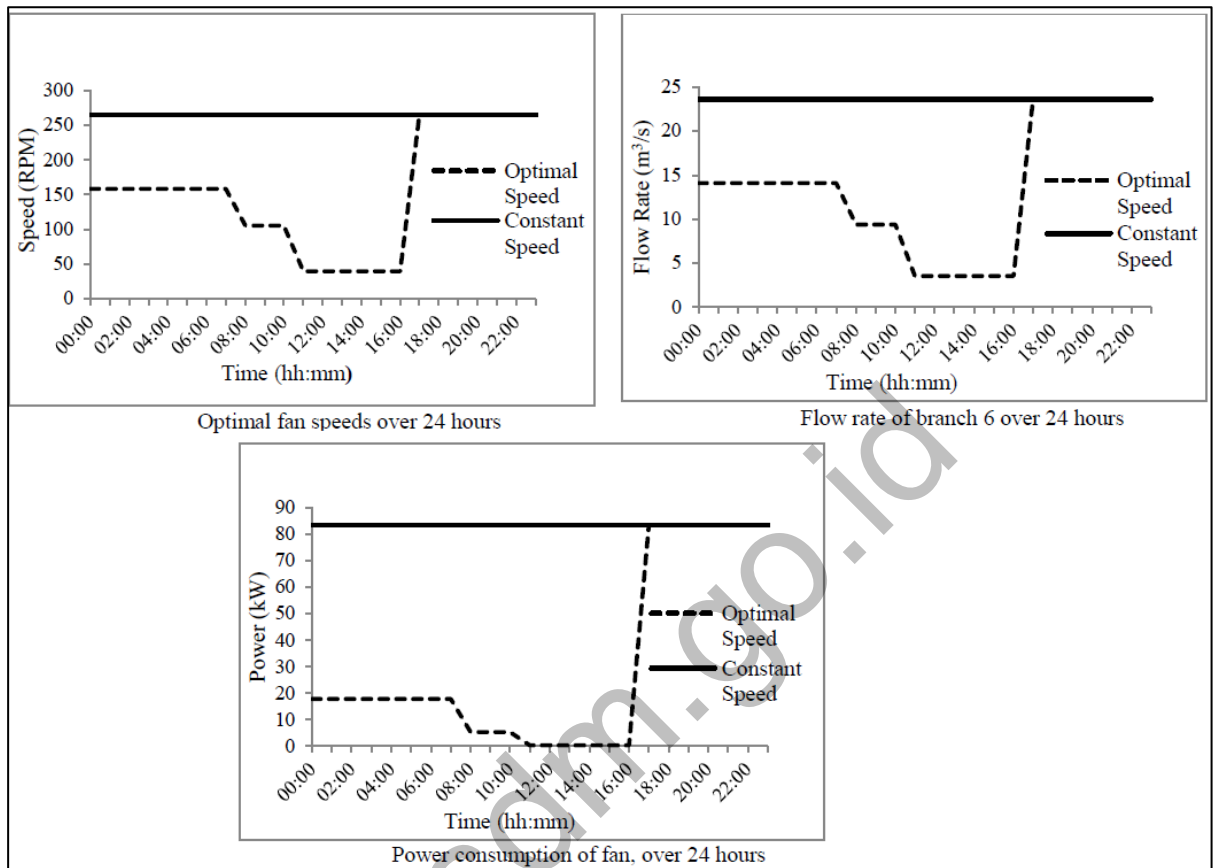 300
250
200
150
100
50
0
Speed (RPM)
Optimal
Speed
Constant
Speed
00:00
02:00
04:00
06:00
08:00
10:00
12:00
14:00
16:00
18:00
20:00
22:00
Time (hh:mm)
Optimal fan speeds over 24 hours
25
20
15
10
5
0
Flow Rate (m³/s)
Optimal
Speed
Constant
Speed
00:00
02:00
04:00
06:00
08:00
10:00
12:00
14:00
16:00
18:00
20:00
22:00
Time (hh:mm)
Flow rate of branch 6 over 24 hours
90
80
70
60
50
40
30
20
10
0
Power (kW)
Optimal
Speed
Constant
Speed
00:00
02:00
04:00
06:00
08:00
10:00
12:00
14:00
16:00
18:00
20:00
22:00
Time (hh:mm)
Power consumption of fan, over 24 hours
dm.go.id